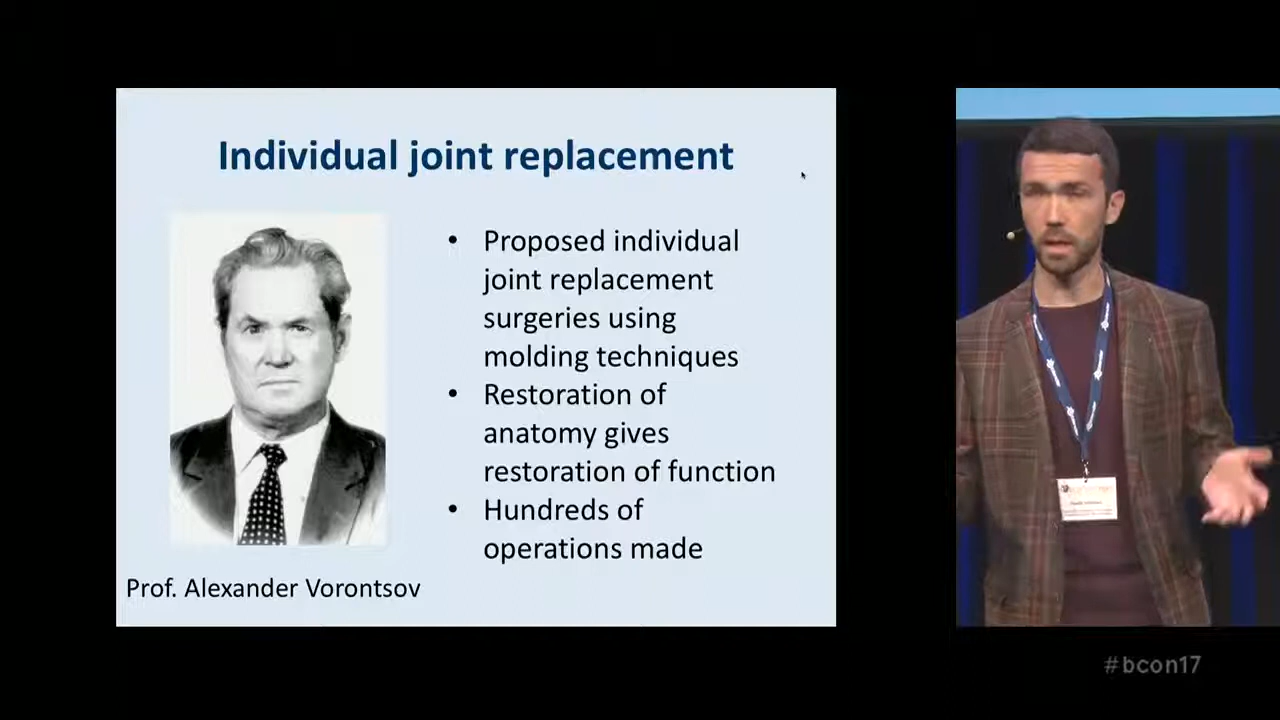 Individual joint replacement
• Proposed individual
joint replacement
surgeries using
molding techniques
• Restoration of
anatomy gives
restoration of function
• Hundreds of
operations made
Prof. Alexander Vorontsov
#bcon17